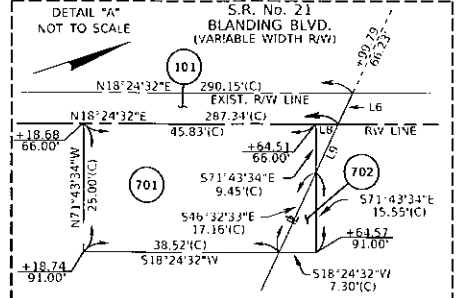 DETAIL "A"
NOT TO SCALE
S.R. No. 21
BLANDING BLVD.
(VARIABLE WIDTH R/W)
+99.79
66.23'
101
N18°24'32"E 290.15'(C)
EXIST. R/W LINE
L6
N18°24'32"E 287.34'(C)
L8
R/W LINE
+18.68
66.00'
45.83'(C)
+64.51
66.00'
L9
N71°43'34"W
25.00'(C)
701
S71°43'34"E
9.45'(C)
702
S46°32'33"E
17.16'(C)
S71°43'34"E
15.55'(C)
+64.57
91.00'
38.52'(C)
S18°24'32"W
+18.74
91.00'
S18°24'32"W
7.30'(C)